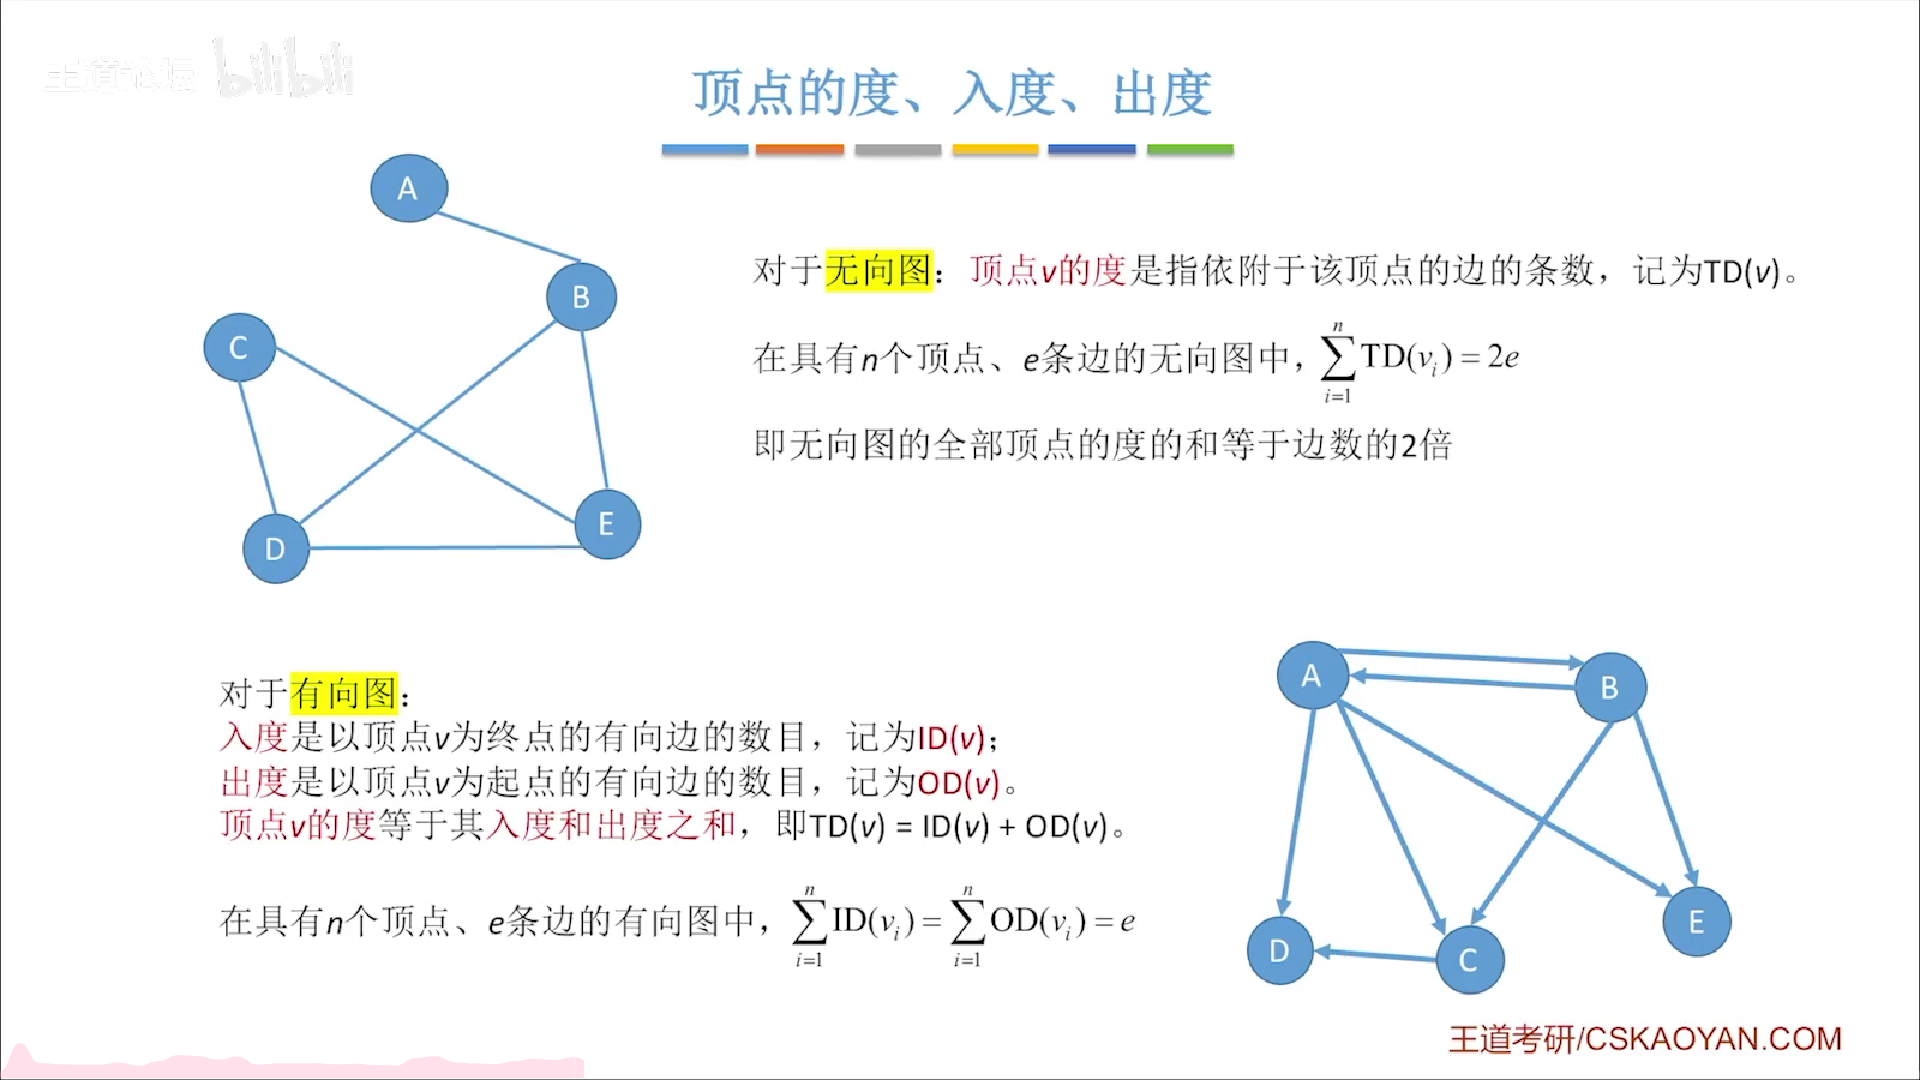 王道论坛 bilibili
顶点的度、入度、出度
A
B
C
D
E
对于无向图：顶点v的度是指依附于该顶点的边的条数，记为TD(v)。
在具有n个顶点、e条边的无向图中，$\sum_{i=1}^{n} \mathrm{TD}(v_i) = 2e$
即无向图的全部顶点的度的和等于边数的2倍
对于有向图：
入度是以顶点v为终点的有向边的数目，记为ID(v)；
出度是以顶点v为起点的有向边的数目，记为OD(v)。
顶点v的度等于其入度和出度之和，即TD(v) = ID(v) + OD(v)。
在具有n个顶点、e条边的有向图中，$\sum_{i=1}^{n} \mathrm{ID}(v_i) = \sum_{i=1}^{n} \mathrm{OD}(v_i) = e$
A
B
D
C
E
王道考研/CSKAOYAN.COM